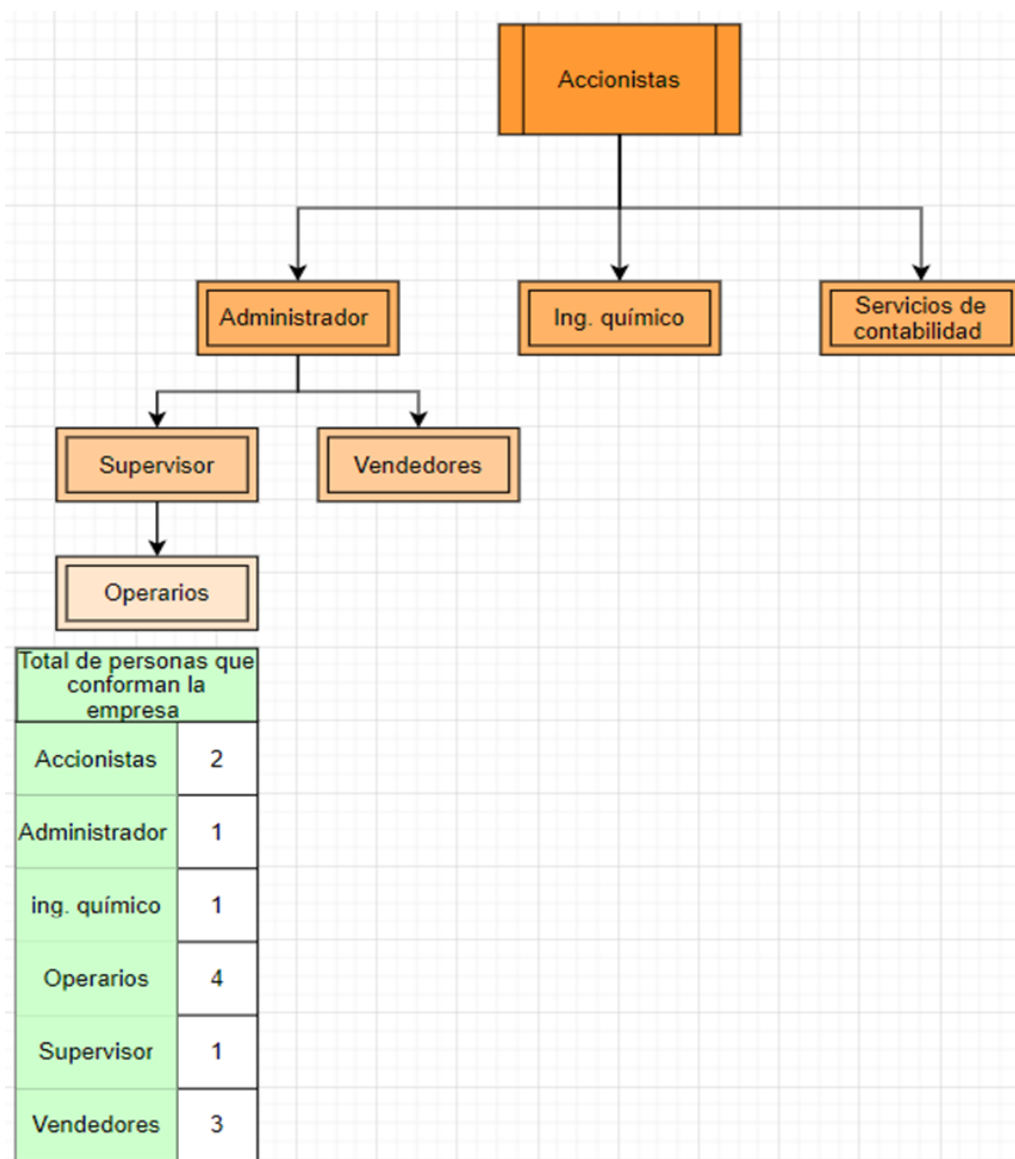 Accionistas
Administrador
Ing. químico
Servicios de
contabilidad
Supervisor
Vendedores
Operarios
Total de personas que
conforman la
empresa
Accionistas 2
Administrador 1
ing. químico 1
Operarios 4
Supervisor 1
Vendedores 3